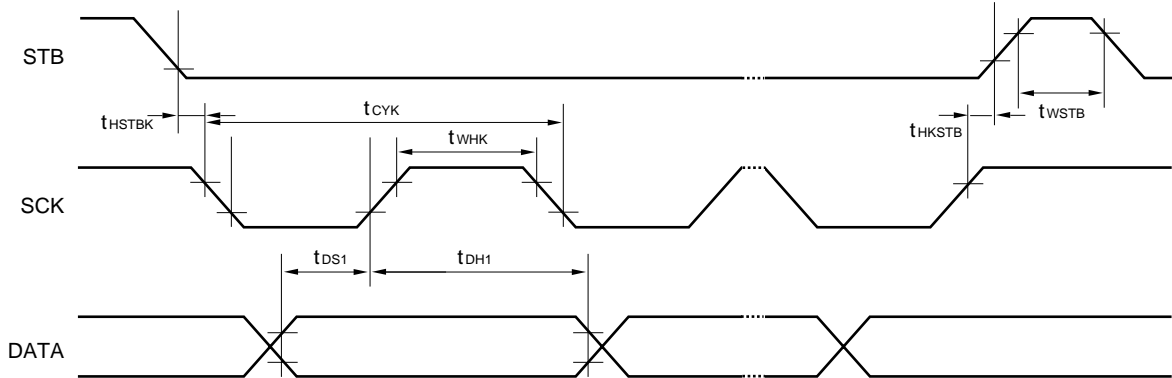 STB
tCYK
tHSTBK
tWHK
tHKSTB
tWSTB
SCK
tDS1
tDH1
DATA